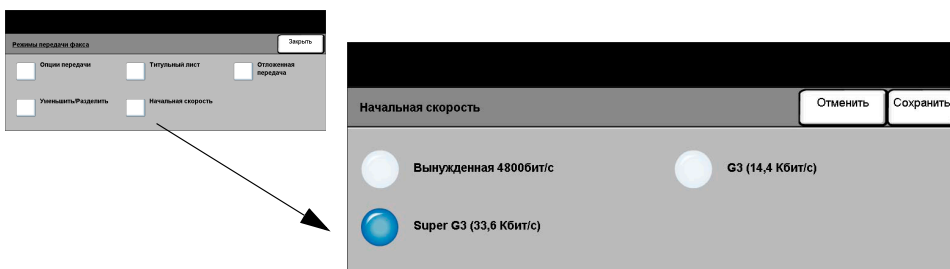 Режимы передачи факса
Закрыть
Опции передачи
Титульный лист
Отложенная
передача
Уменьшить/Разделить
Начальная скорость
Начальная скорость
Отменить
Сохранить
Вынужденная 4800бит/с
G3 (14,4 Кбит/с)
Super G3 (33,6 Кбит/с)